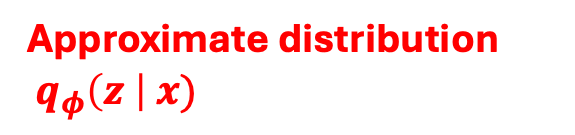 Approximate distribution
qϕ(z | x)